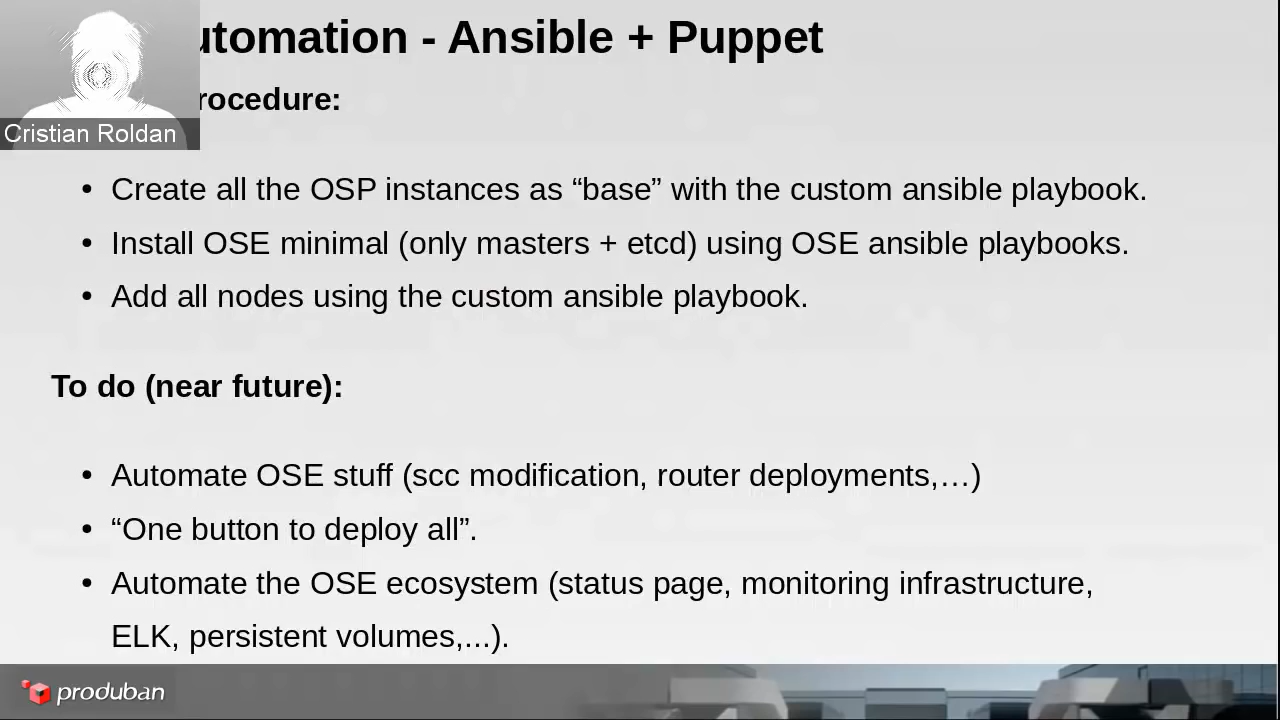 utomation - Ansible + Puppet
rocedure:
Cristian Roldan
• Create all the OSP instances as “base” with the custom ansible playbook.
• Install OSE minimal (only masters + etcd) using OSE ansible playbooks.
• Add all nodes using the custom ansible playbook.
To do (near future):
• Automate OSE stuff (scc modification, router deployments,…)
• “One button to deploy all”.
• Automate the OSE ecosystem (status page, monitoring infrastructure,
ELK, persistent volumes,...).
produban